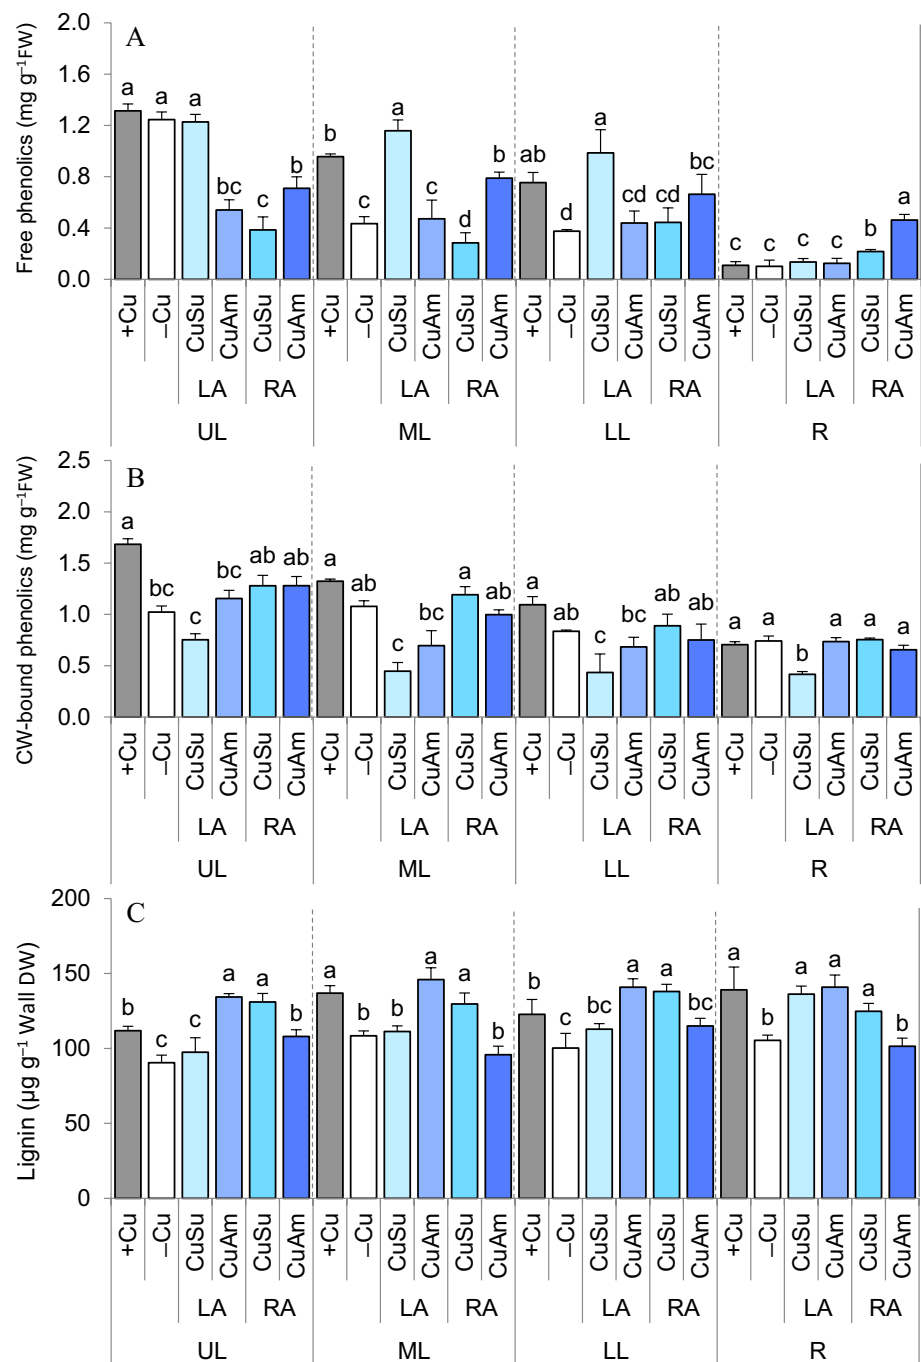 A
Free phenolics (mg g⁻¹FW)
2.0
1.6
1.2
0.8
0.4
0.0
a a a bc c b
b c a c d a
ab d a cd cd bc
c c c c b a
+Cu –Cu CuSu CuAm CuSu CuAm +Cu –Cu CuSu CuAm CuSu CuAm +Cu –Cu CuSu CuAm CuSu CuAm +Cu –Cu CuSu CuAm CuSu CuAm
LA RA LA RA LA RA LA RA
UL ML LL R
B
CW-bound phenolics (mg g⁻¹FW)
2.5
2.0
1.5
1.0
0.5
0.0
a bc c bc ab ab
a ab c bc a ab
a ab c bc ab ab
a a b a a a
+Cu –Cu CuSu CuAm CuSu CuAm +Cu –Cu CuSu CuAm CuSu CuAm +Cu –Cu CuSu CuAm CuSu CuAm +Cu –Cu CuSu CuAm CuSu CuAm
LA RA LA RA LA RA LA RA
UL ML LL R
C
Lignin (µg g⁻¹ Wall DW)
200
150
100
50
0
b c c a a b
a b b a a b
b c bc a a bc
a b a a a b
+Cu –Cu CuSu CuAm CuSu CuAm +Cu –Cu CuSu CuAm CuSu CuAm +Cu –Cu CuSu CuAm CuSu CuAm +Cu –Cu CuSu CuAm CuSu CuAm
LA RA LA RA LA RA LA RA
UL ML LL R